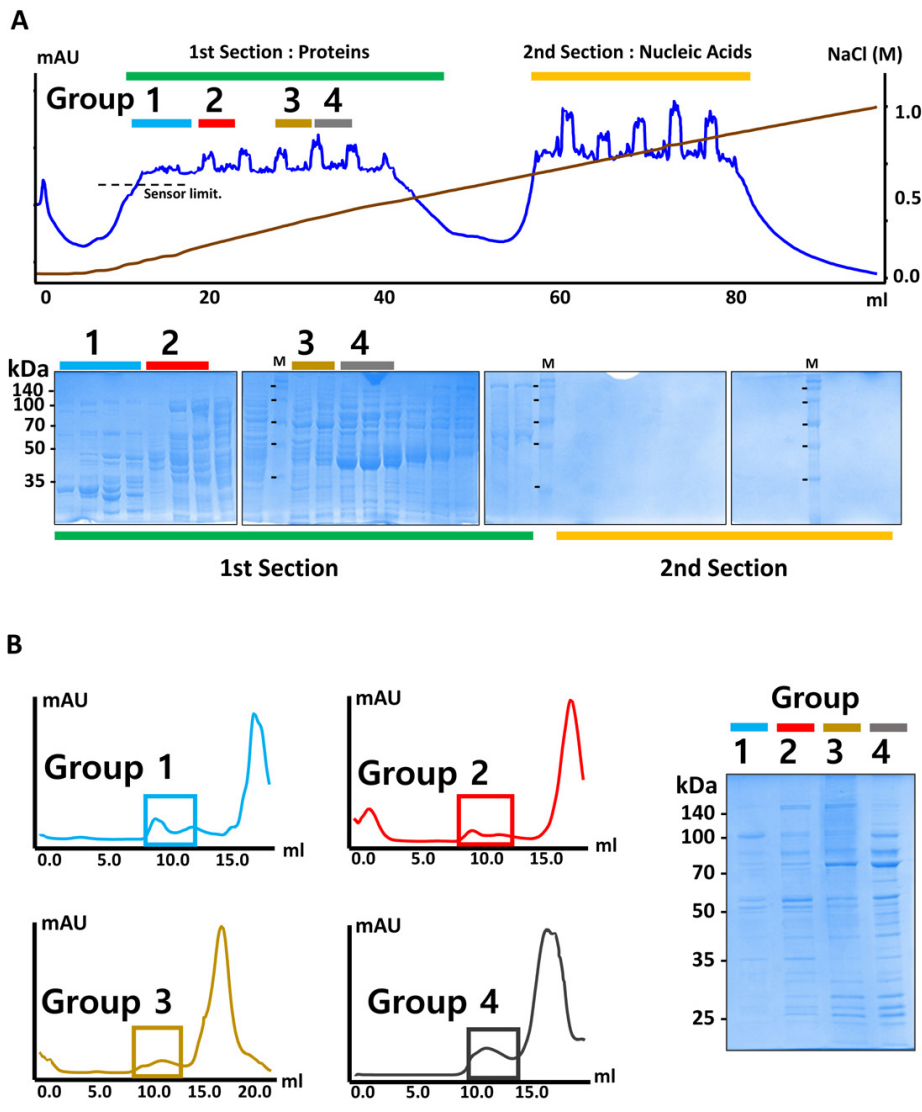 A
mAU
1st Section : Proteins
2nd Section : Nucleic Acids
NaCl (M)
Group 1 2 3 4
1.0
Sensor limit.
0.5
0.0
0 20 40 60 80 ml
1 2 3 4
kDa M M M
140
100
70
50
35
1st Section 2nd Section
B
mAU
Group 1
0.0 5.0 10.0 15.0 ml
mAU
Group 2
0.0 5.0 10.0 15.0 ml
mAU
Group 3
0.0 5.0 10.0 15.0 20.0 ml
mAU
Group 4
0.0 5.0 10.0 15.0 ml
Group
1 2 3 4
kDa
140
100
70
50
35
25